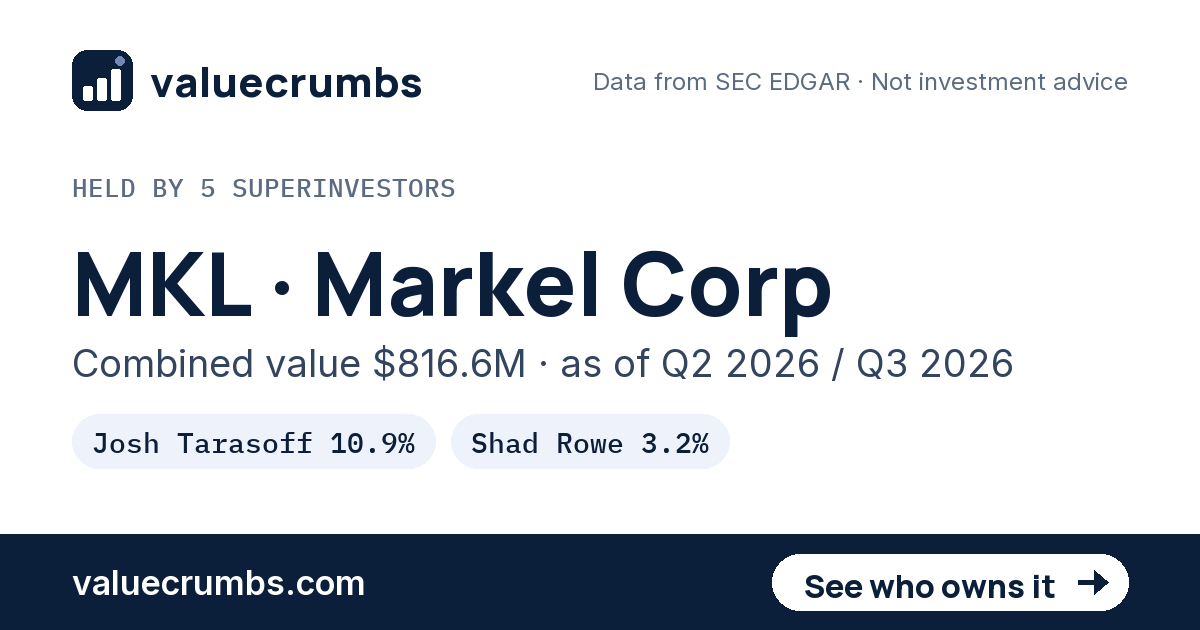 valuecrumbs
Data from SEC EDGAR · Not investment advice
HELD BY 5 SUPERINVESTORS
MKL · Markel Corp
Combined value $816.6M · as of Q2 2026 / Q3 2026
Josh Tarasoff 10.9%
Shad Rowe 3.2%
valuecrumbs.com
See who owns it →